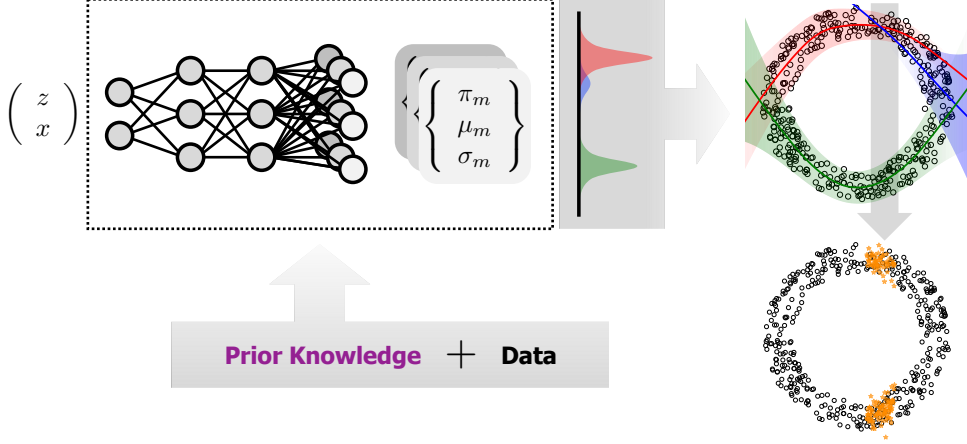 z
x
π_m
μ_m
σ_m
Prior Knowledge + Data